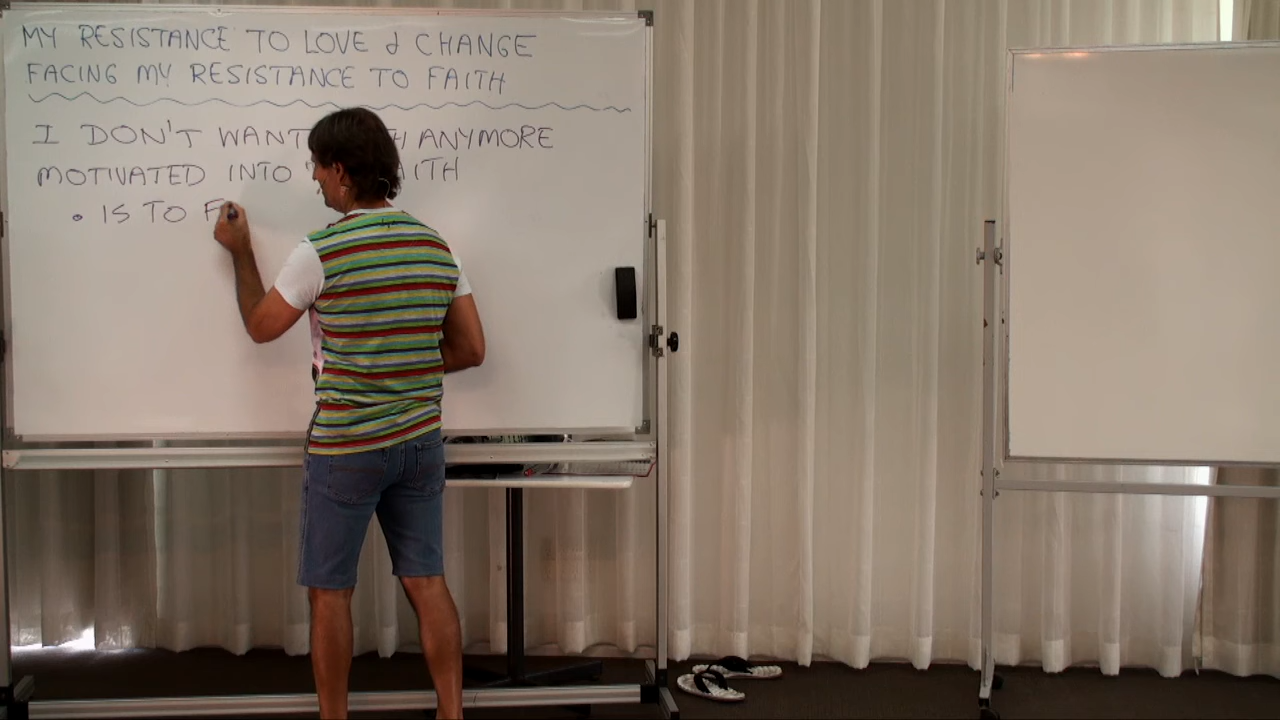 MY RESISTANCE TO LOVE & CHANGE
FACING MY RESISTANCE TO FAITH
I DON'T WANT ANYMORE
MOTIVATED INTO
• IS TO